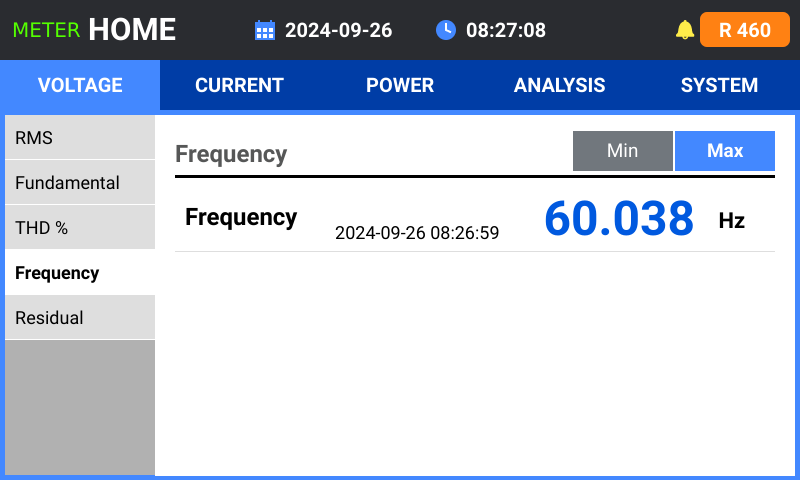 METER HOME 2024-09-26 08:27:08 R 460
VOLTAGE CURRENT POWER ANALYSIS SYSTEM
RMS
Fundamental
THD %
Frequency
Residual
Frequency Min Max
Frequency 2024-09-26 08:26:59 60.038 Hz